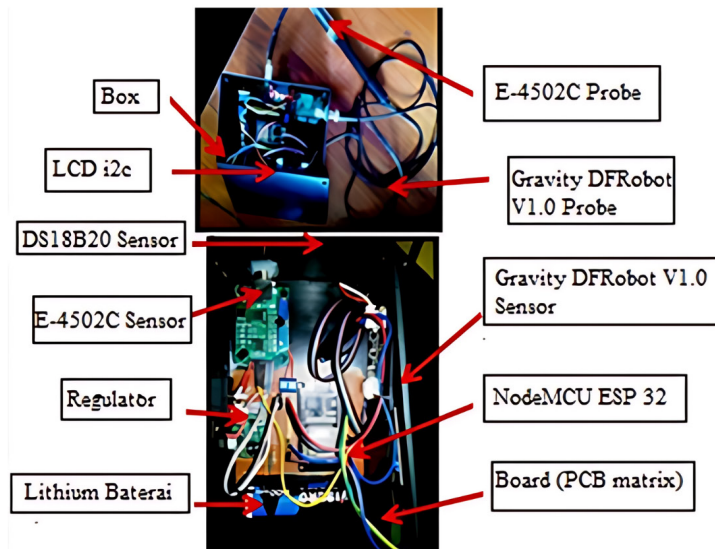 E-4502C Probe
Box
LCD i2c
Gravity DFRobot
V1.0 Probe
DS18B20 Sensor
Gravity DFRobot V1.0
Sensor
E-4502C Sensor
Regulator
NodeMCU ESP 32
Lithium Baterai
Board (PCB matrix)